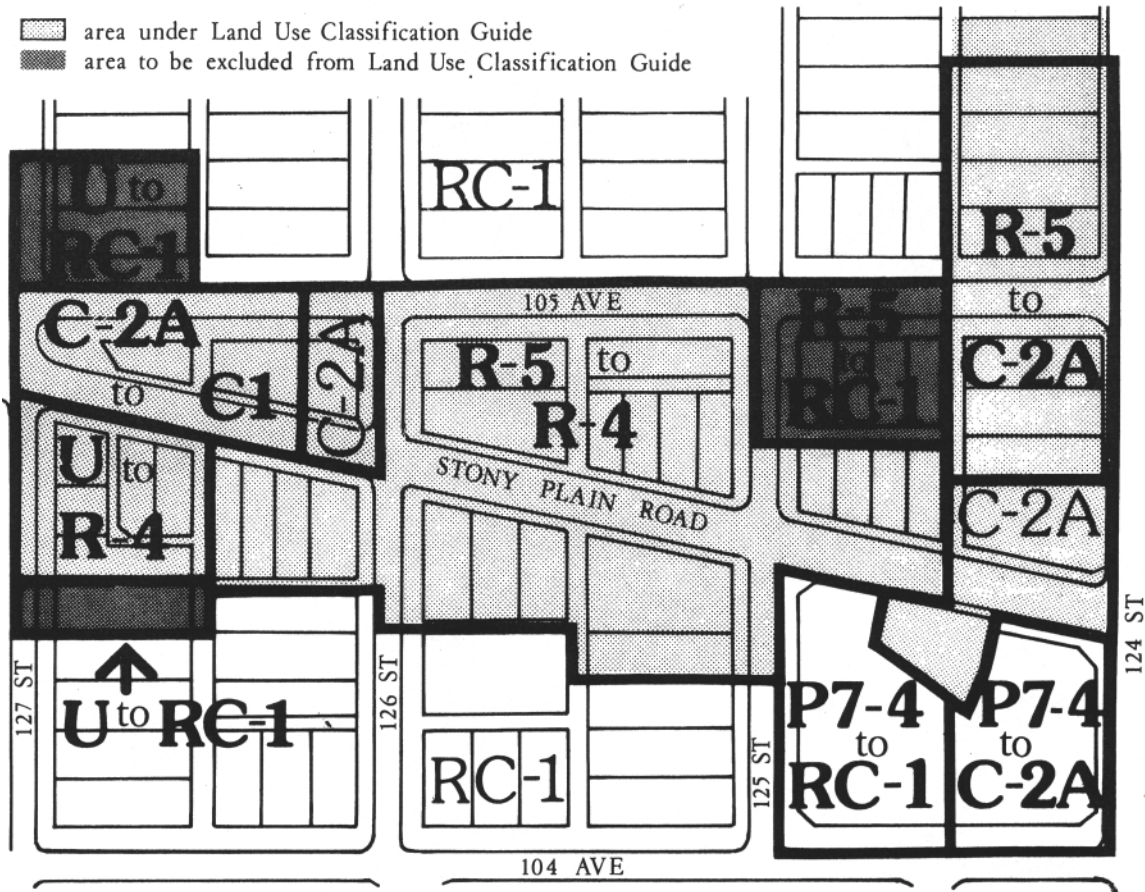 area under Land Use Classification Guide
area to be excluded from Land Use Classification Guide
U to
RC-1
RC-1
R-5
to
C-2A
105 AVE
C-2A
to
C1
C-2A
R-5 to
R-4
R-5
to
RC-1
STONY PLAIN ROAD
U to
R-4
C-2A
U to RC-1
127 ST
126 ST
RC-1
125 ST
P7-4
to
RC-1
P7-4
to
C-2A
124 ST
104 AVE